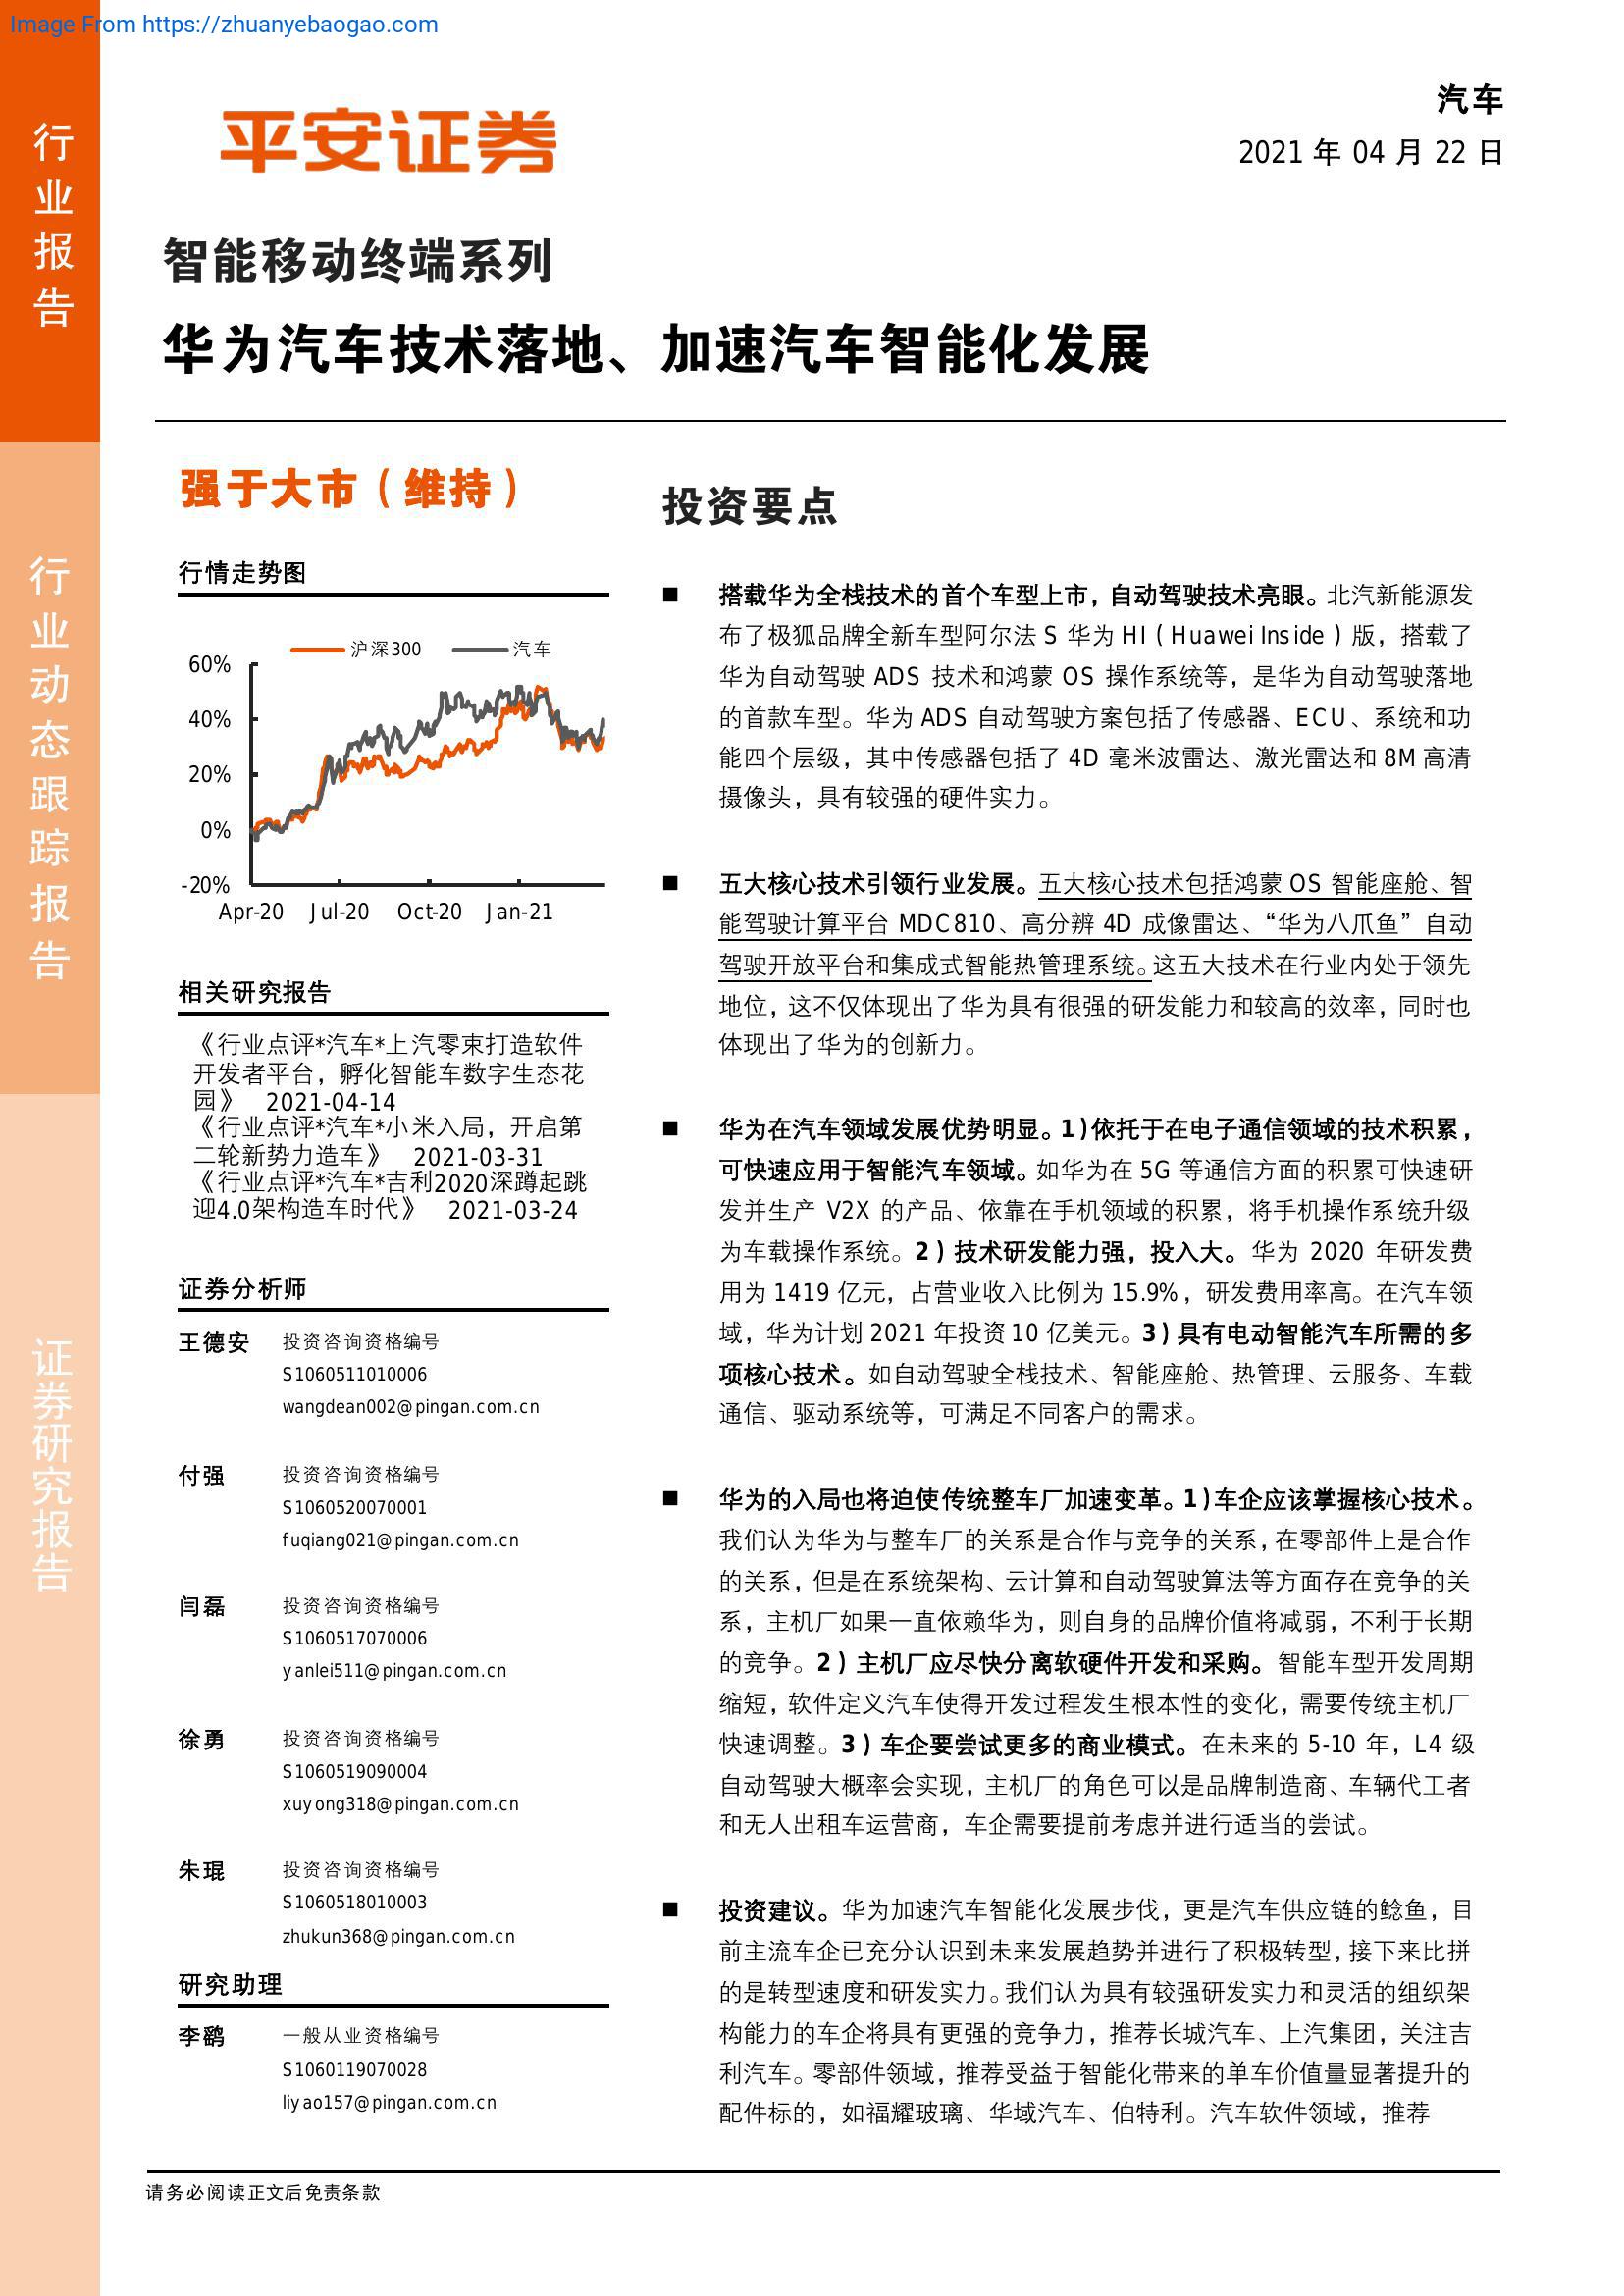 Image From https://zhuanyebaogao.com
行业报告
行业动态跟踪报告
证券研究报告
平安证券
汽车
2021 年 04 月 22 日
智能移动终端系列
华为汽车技术落地、加速汽车智能化发展
强于大市（维持）
行情走势图
沪深300 汽车
60%
40%
20%
0%
-20%
Apr-20 Jul-20 Oct-20 Jan-21
相关研究报告
《行业点评*汽车*上汽零束打造软件
开发者平台，孵化智能车数字生态花
园》 2021-04-14
《行业点评*汽车*小米入局，开启第
二轮新势力造车》 2021-03-31
《行业点评*汽车*吉利2020深蹲起跳
迎4.0架构造车时代》 2021-03-24
证券分析师
王德安 投资咨询资格编号
S1060511010006
wangdean002@pingan.com.cn
付强 投资咨询资格编号
S1060520070001
fuqiang021@pingan.com.cn
闫磊 投资咨询资格编号
S1060517070006
yanlei511@pingan.com.cn
徐勇 投资咨询资格编号
S1060519090004
xuyong318@pingan.com.cn
朱琨 投资咨询资格编号
S1060518010003
zhukun368@pingan.com.cn
研究助理
李鹞 一般从业资格编号
S1060119070028
liyao157@pingan.com.cn
投资要点
■ 搭载华为全栈技术的首个车型上市，自动驾驶技术亮眼。北汽新能源发
布了极狐品牌全新车型阿尔法 S 华为 HI（Huawei Inside）版，搭载了
华为自动驾驶 ADS 技术和鸿蒙 OS 操作系统等，是华为自动驾驶落地
的首款车型。华为 ADS 自动驾驶方案包括了传感器、ECU、系统和功
能四个层级，其中传感器包括了 4D 毫米波雷达、激光雷达和 8M 高清
摄像头，具有较强的硬件实力。
■ 五大核心技术引领行业发展。五大核心技术包括鸿蒙 OS 智能座舱、智
能驾驶计算平台 MDC810、高分辨 4D 成像雷达、“华为八爪鱼”自动
驾驶开放平台和集成式智能热管理系统。这五大技术在行业内处于领先
地位，这不仅体现出了华为具有很强的研发能力和较高的效率，同时也
体现出了华为的创新力。
■ 华为在汽车领域发展优势明显。1）依托于在电子通信领域的技术积累，
可快速应用于智能汽车领域。如华为在 5G 等通信方面的积累可快速研
发并生产 V2X 的产品、依靠在手机领域的积累，将手机操作系统升级
为车载操作系统。2）技术研发能力强，投入大。华为 2020 年研发费
用为 1419 亿元，占营业收入比例为 15.9%，研发费用率高。在汽车领
域，华为计划 2021 年投资 10 亿美元。3）具有电动智能汽车所需的多
项核心技术。如自动驾驶全栈技术、智能座舱、热管理、云服务、车载
通信、驱动系统等，可满足不同客户的需求。
■ 华为的入局也将迫使传统整车厂加速变革。1）车企应该掌握核心技术。
我们认为华为与整车厂的关系是合作与竞争的关系，在零部件上是合作
的关系，但是在系统架构、云计算和自动驾驶算法等方面存在竞争的关
系，主机厂如果一直依赖华为，则自身的品牌价值将减弱，不利于长期
的竞争。2）主机厂应尽快分离软硬件开发和采购。智能车型开发周期
缩短，软件定义汽车使得开发过程发生根本性的变化，需要传统主机厂
快速调整。3）车企要尝试更多的商业模式。在未来的 5-10 年，L4 级
自动驾驶大概率会实现，主机厂的角色可以是品牌制造商、车辆代工者
和无人出租车运营商，车企需要提前考虑并进行适当的尝试。
■ 投资建议。华为加速汽车智能化发展步伐，更是汽车供应链的鲶鱼，目
前主流车企已充分认识到未来发展趋势并进行了积极转型，接下来比拼
的是转型速度和研发实力。我们认为具有较强研发实力和灵活的组织架
构能力的车企将具有更强的竞争力，推荐长城汽车、上汽集团，关注吉
利汽车。零部件领域，推荐受益于智能化带来的单车价值量显著提升的
配件标的，如福耀玻璃、华域汽车、伯特利。汽车软件领域，推荐
请务必阅读正文后免责条款